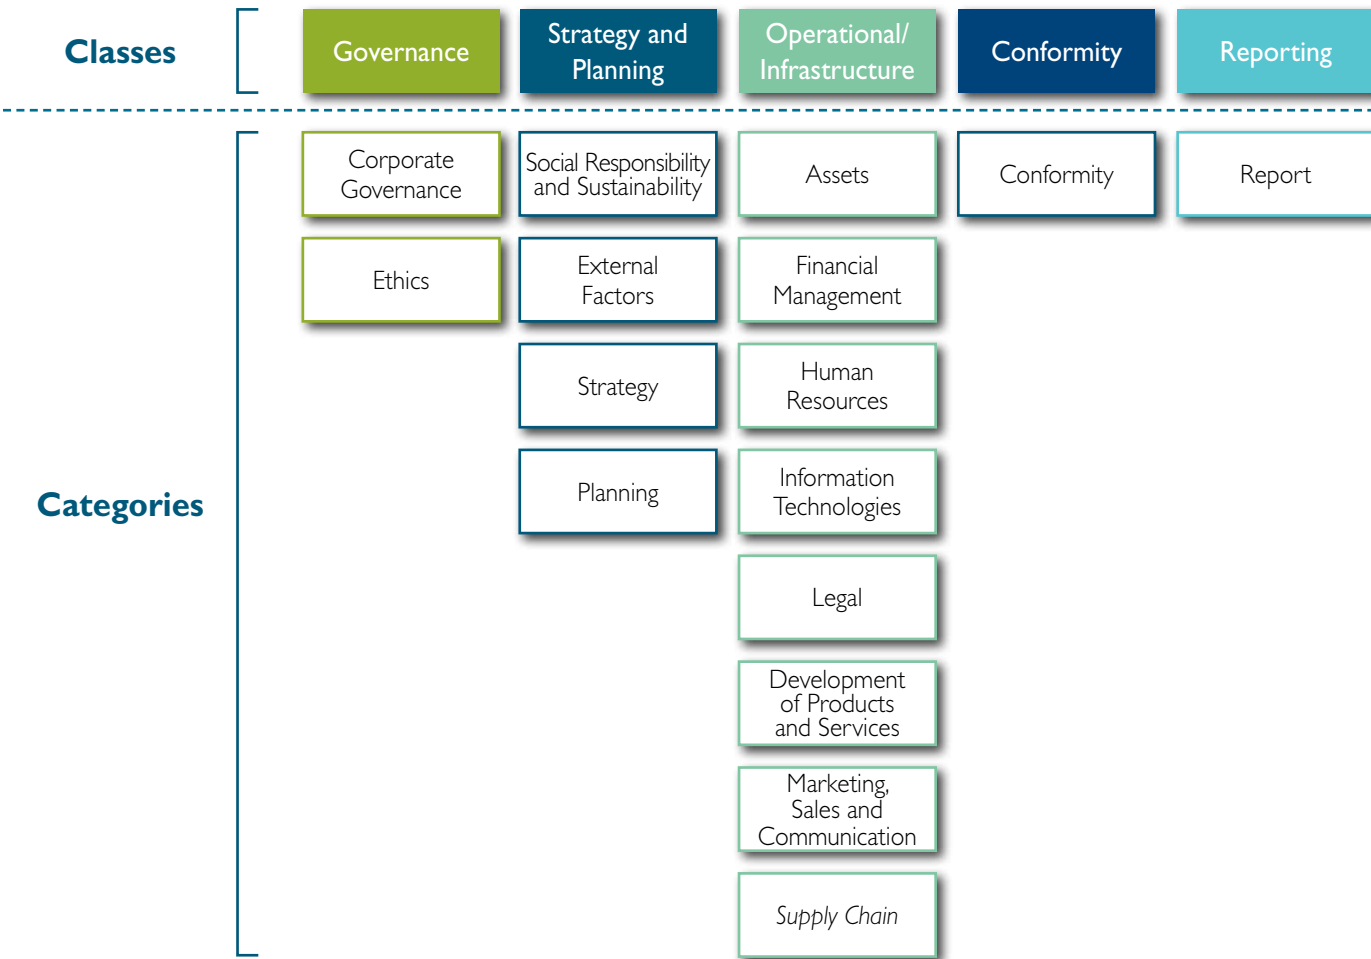 Classes
Governance
Strategy and
Planning
Operational/
Infrastructure
Conformity
Reporting
Categories
Corporate
Governance
Ethics
Social Responsibility
and Sustainability
External
Factors
Strategy
Planning
Assets
Financial
Management
Human
Resources
Information
Technologies
Legal
Development
of Products
and Services
Marketing,
Sales and
Communication
Supply Chain
Conformity
Report